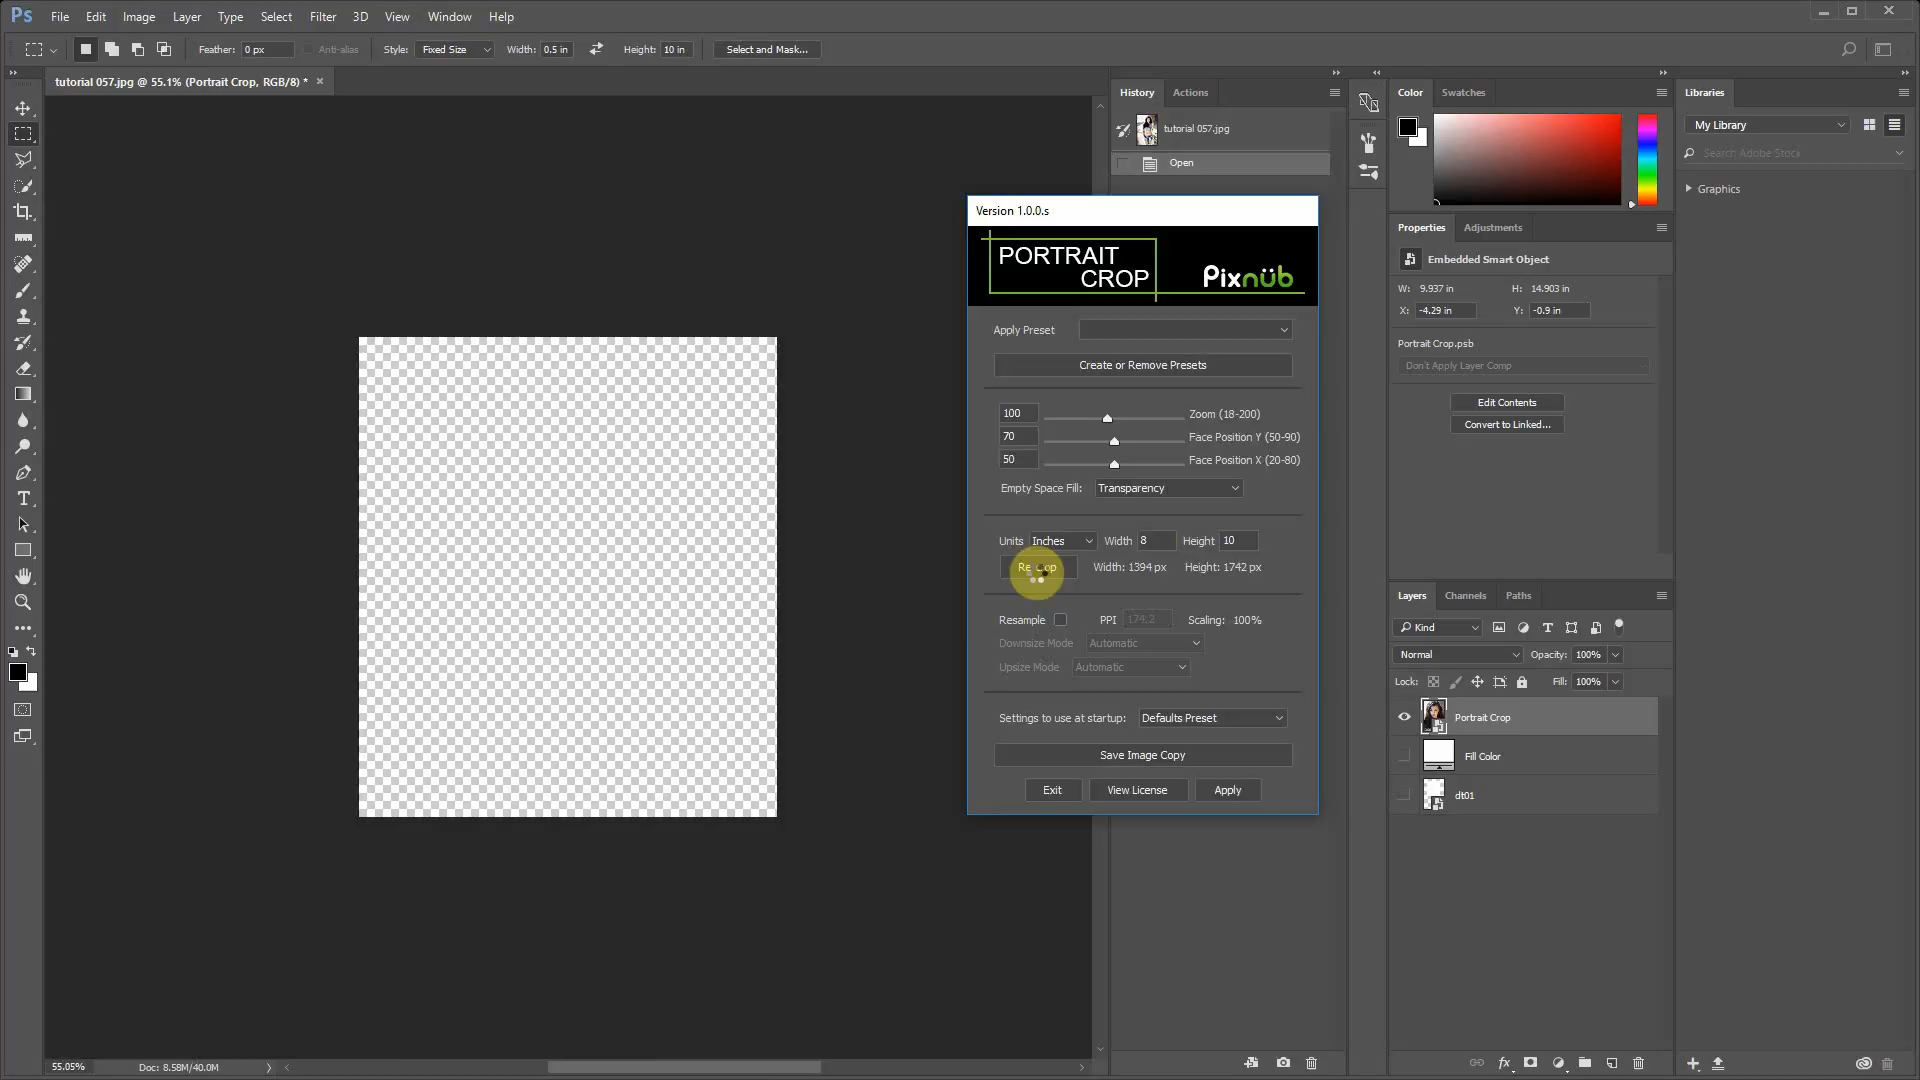 Ps File Edit Image Layer Type Select Filter 3D View Window Help
Feather: 0 px Anti-alias Style: Fixed Size Width: 0.5 in Height: 10 in Select and Mask...
tutorial 057.jpg @ 55.1% (Portrait Crop, RGB/8) *
History Actions
tutorial 057.jpg
Open
Version 1.0.0.s
PORTRAIT
CROP
Pixnüb
Apply Preset
Create or Remove Presets
100 Zoom (18-200)
70 Face Position Y (50-90)
50 Face Position X (20-80)
Empty Space Fill: Transparency
Units Inches Width 8 Height 10
Width: 1394 px Height: 1742 px
Resample PPI 174.2 Scaling: 100%
Downsize Mode Automatic
Upsize Mode Automatic
Settings to use at startup: Defaults Preset
Save Image Copy
Exit View License Apply
Color Swatches
Properties Adjustments
Embedded Smart Object
W: 9.937 in H: 14.903 in
X: -4.29 in Y: -0.9 in
Portrait Crop.psb
Don't Apply Layer Comp
Edit Contents
Convert to Linked...
Layers Channels Paths
Kind
Normal Opacity: 100%
Lock: Fill: 100%
Portrait Crop
Fill Color
dt01
Libraries
My Library
Search Adobe Stock
Graphics
55.05% Doc: 8.58M/40.0M